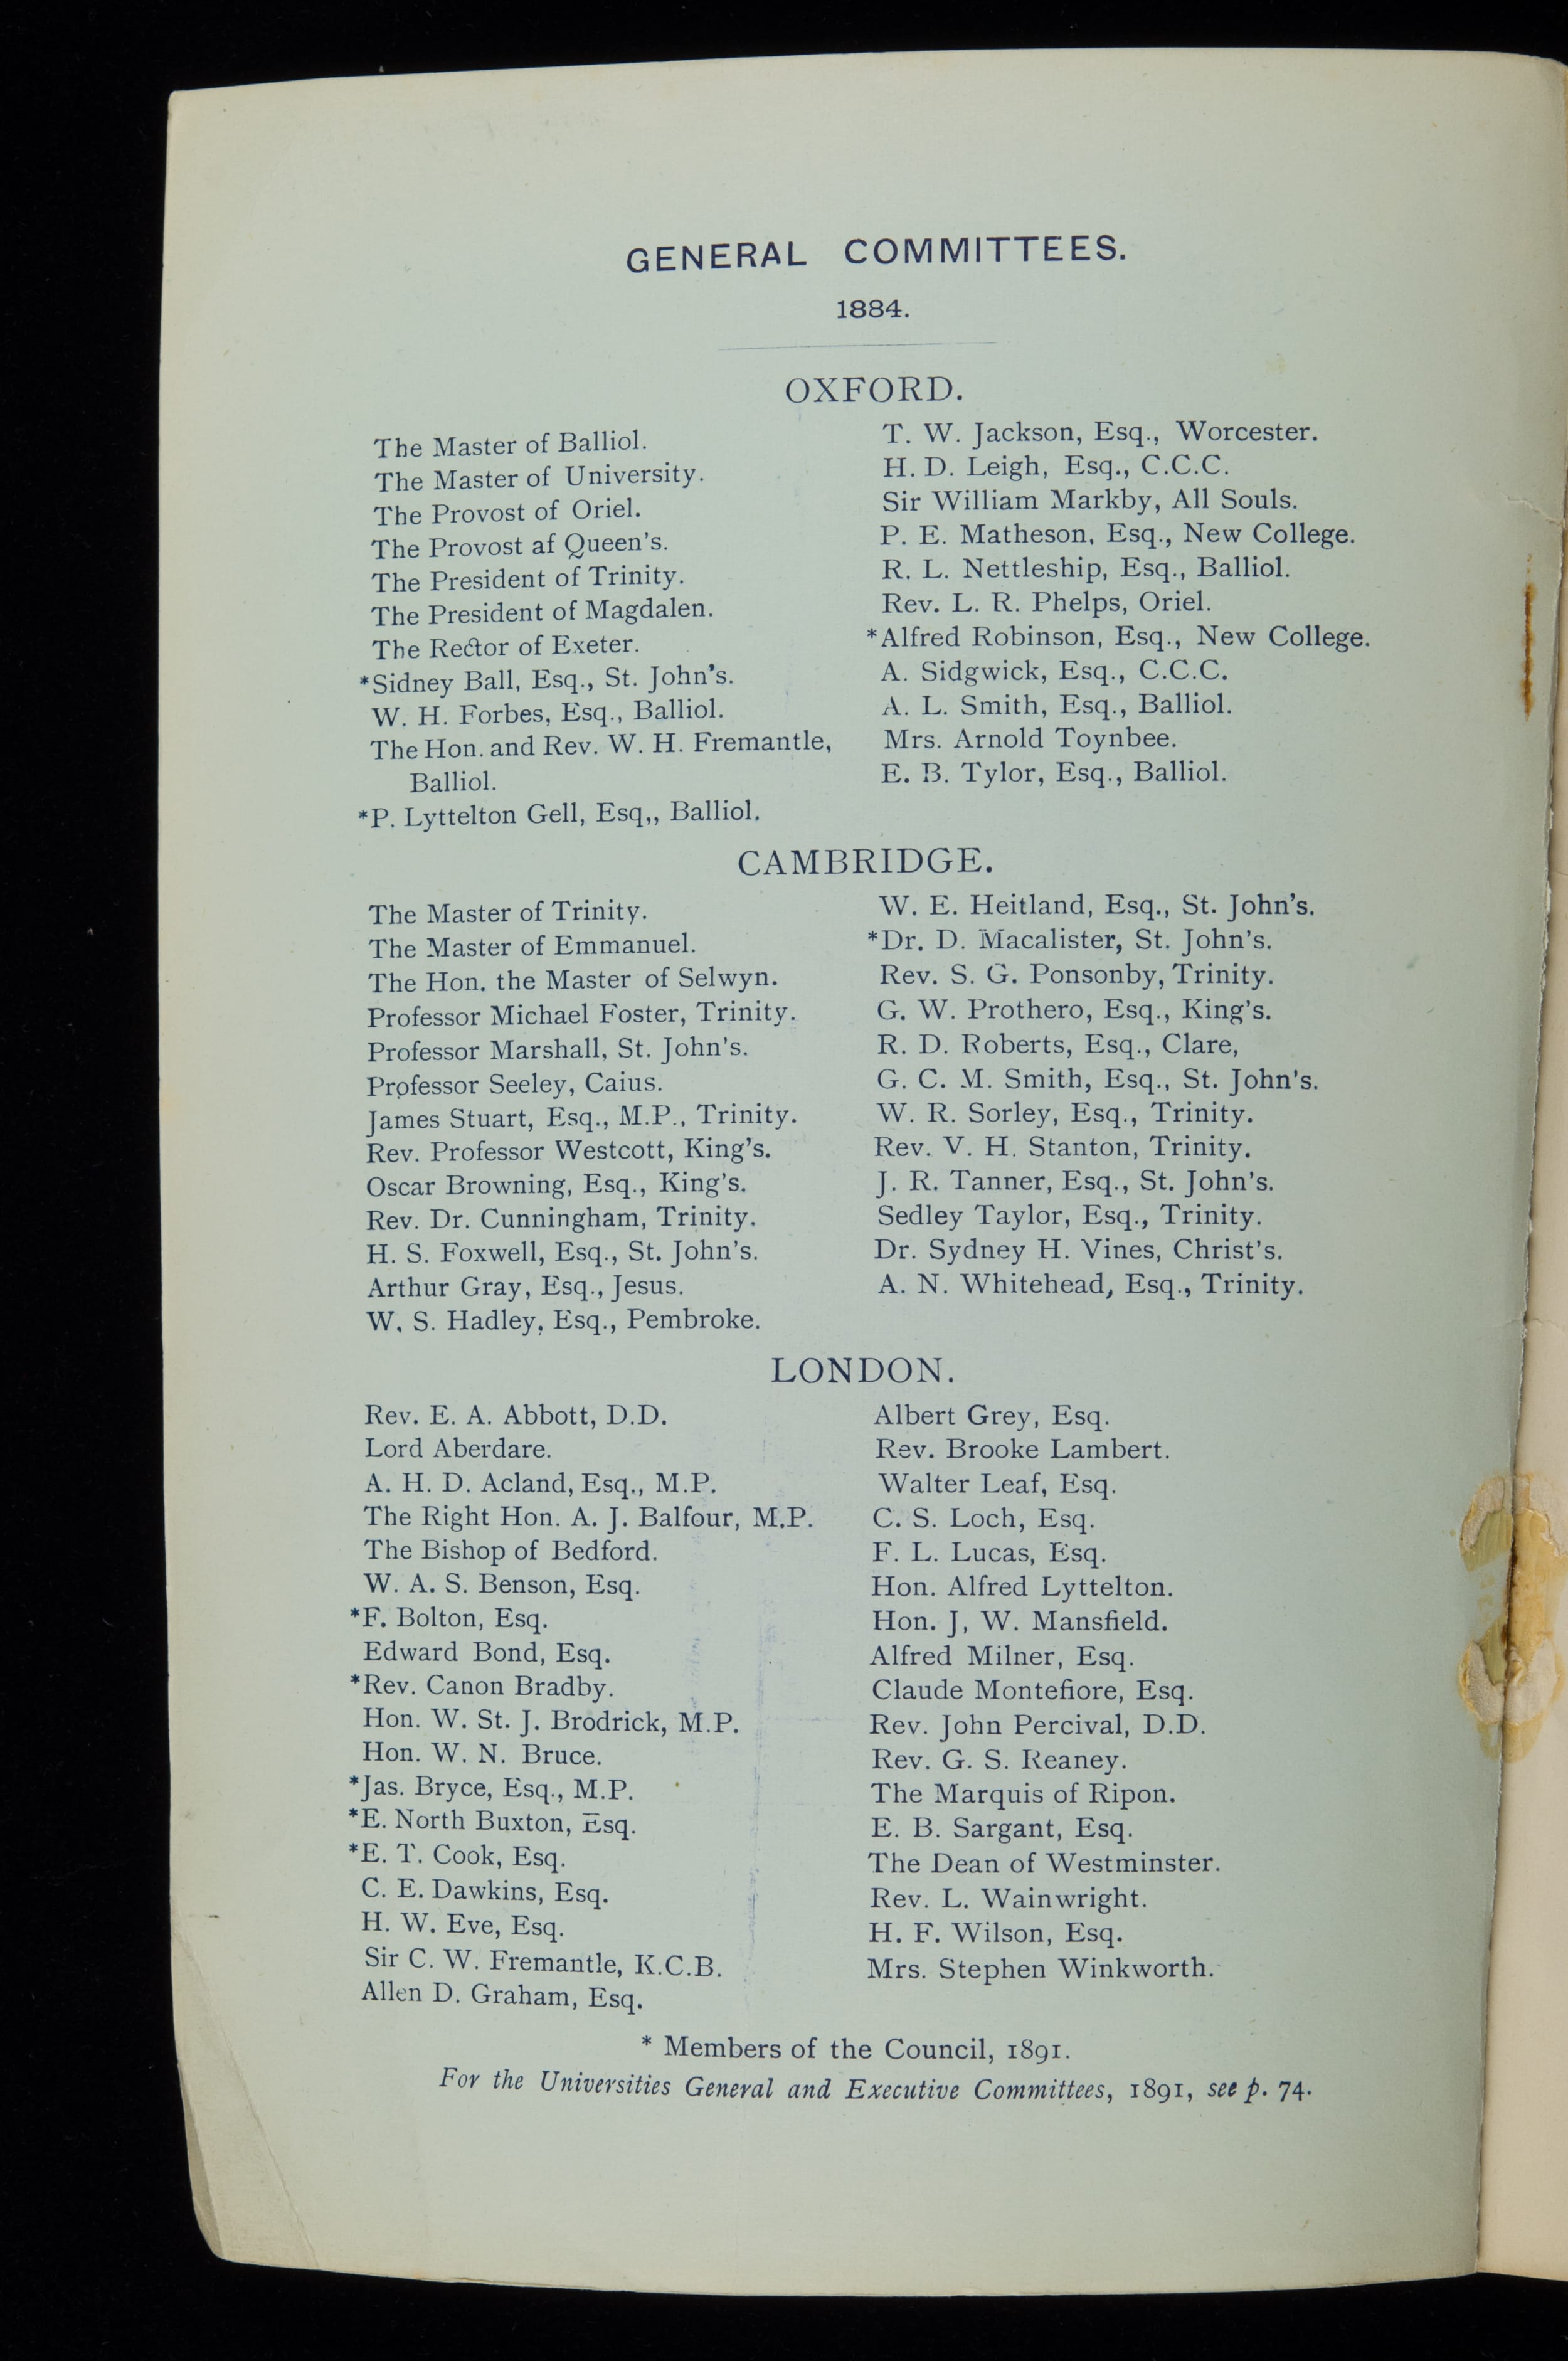 GENERAL COMMITTEES.
1884.
OXFORD.
The Master of Balliol.
The Master of University.
The Provost of Oriel.
The Provost af Queen's.
The President of Trinity.
The President of Magdalen.
The Rector of Exeter.
*Sidney Ball, Esq., St. John's.
W. H. Forbes, Esq., Balliol.
The Hon. and Rev. W. H. Fremantle,
Balliol.
*P. Lyttelton Gell, Esq,, Balliol.
T. W. Jackson, Esq., Worcester.
H. D. Leigh, Esq., C.C.C.
Sir William Markby, All Souls.
P. E. Matheson, Esq., New College.
R. L. Nettleship, Esq., Balliol.
Rev. L. R. Phelps, Oriel.
*Alfred Robinson, Esq., New College.
A. Sidgwick, Esq., C.C.C.
A. L. Smith, Esq., Balliol.
Mrs. Arnold Toynbee.
E. B. Tylor, Esq., Balliol.
CAMBRIDGE.
The Master of Trinity.
The Master of Emmanuel.
The Hon. the Master of Selwyn.
Professor Michael Foster, Trinity.
Professor Marshall, St. John's.
Professor Seeley, Caius.
James Stuart, Esq., M.P., Trinity.
Rev. Professor Westcott, King's.
Oscar Browning, Esq., King's.
Rev. Dr. Cunningham, Trinity.
H. S. Foxwell, Esq., St. John's.
Arthur Gray, Esq., Jesus.
W. S. Hadley, Esq., Pembroke.
W. E. Heitland, Esq., St. John's.
*Dr. D. Macalister, St. John's.
Rev. S. G. Ponsonby, Trinity.
G. W. Prothero, Esq., King's.
R. D. Roberts, Esq., Clare,
G. C. M. Smith, Esq., St. John's.
W. R. Sorley, Esq., Trinity.
Rev. V. H. Stanton, Trinity.
J. R. Tanner, Esq., St. John's.
Sedley Taylor, Esq., Trinity.
Dr. Sydney H. Vines, Christ's.
A. N. Whitehead, Esq., Trinity.
LONDON.
Rev. E. A. Abbott, D.D.
Lord Aberdare.
A. H. D. Acland, Esq., M.P.
The Right Hon. A. J. Balfour, M.P.
The Bishop of Bedford.
W. A. S. Benson, Esq.
*F. Bolton, Esq.
Edward Bond, Esq.
*Rev. Canon Bradby.
Hon. W. St. J. Brodrick, M.P.
Hon. W. N. Bruce.
*Jas. Bryce, Esq., M.P.
*E. North Buxton, Esq.
*E. T. Cook, Esq.
C. E. Dawkins, Esq.
H. W. Eve, Esq.
Sir C. W. Fremantle, K.C.B.
Allen D. Graham, Esq.
Albert Grey, Esq.
Rev. Brooke Lambert.
Walter Leaf, Esq.
C. S. Loch, Esq.
F. L. Lucas, Esq.
Hon. Alfred Lyttelton.
Hon. J, W. Mansfield.
Alfred Milner, Esq.
Claude Montefiore, Esq.
Rev. John Percival, D.D.
Rev. G. S. Reaney.
The Marquis of Ripon.
E. B. Sargant, Esq.
The Dean of Westminster.
Rev. L. Wainwright.
H. F. Wilson, Esq.
Mrs. Stephen Winkworth.
* Members of the Council, 1891.
For the Universities General and Executive Committees, 1891, see p. 74.